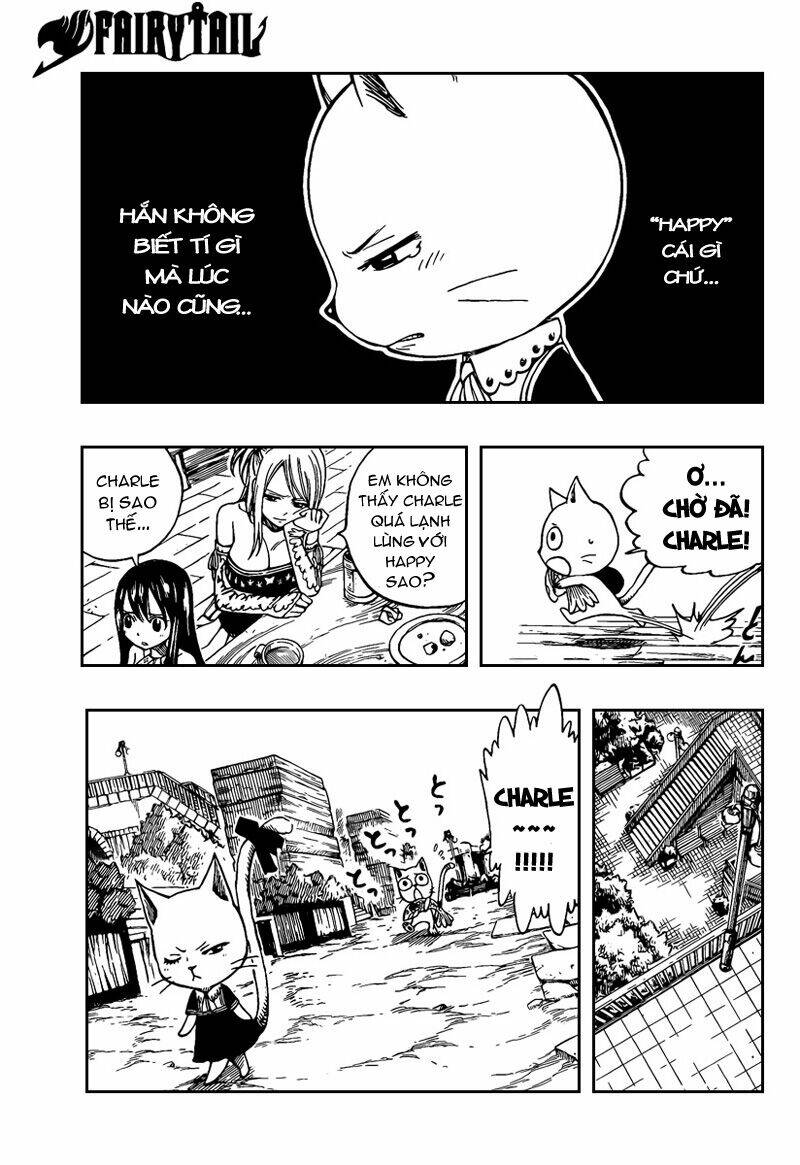 FAIRY TAIL
"HAPPY"
CÁI GÌ
CHỨ...
HẮN KHÔNG
BIẾT TÍ GÌ
MÀ LÚC
NÀO CŨNG...
Ơ...
CHỜ ĐÃ!
CHARLE!
EM KHÔNG
THẤY CHARLE
QUÁ LẠNH
LÙNG VỚI
HAPPY
SAO?
CHARLE
BỊ SAO
THẾ...
CHARLE
~~~
!!!!!
とっ
とっ
とっ